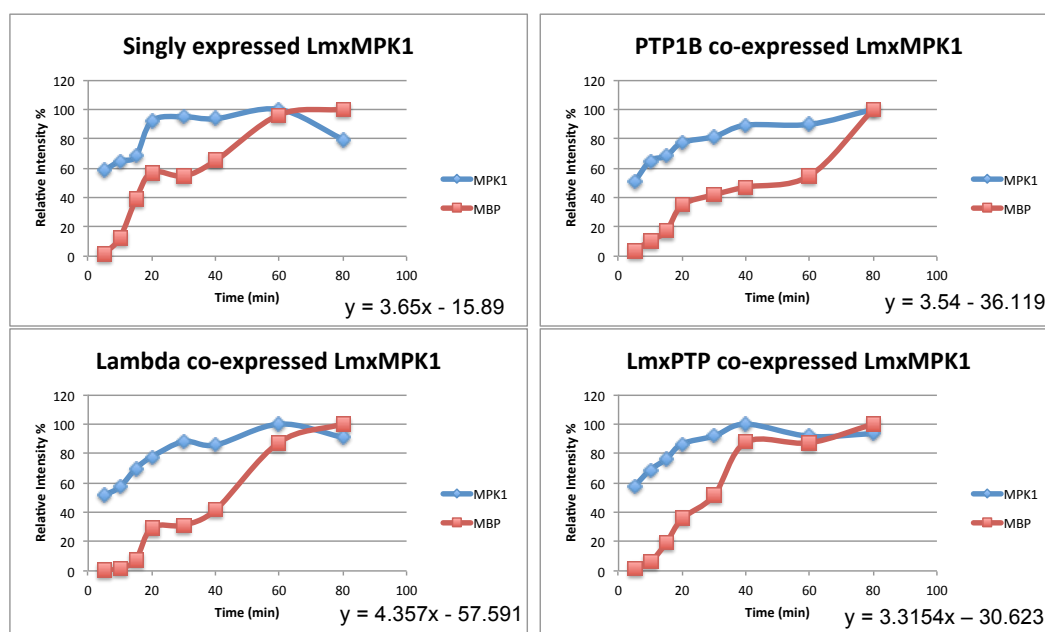 Singly expressed LmxMPK1
120
100
80
60
40
20
0
0 20 40 60 80 100
Relative Intensity %
Time (min)
MPK1
MBP
y = 3.65x - 15.89
PTP1B co-expressed LmxMPK1
120
100
80
60
40
20
0
0 20 40 60 80 100
Relative Intensity %
Time (min)
MPK1
MBP
y = 3.54 - 36.119
Lambda co-expressed LmxMPK1
120
100
80
60
40
20
0
0 20 40 60 80 100
Relative Intensity %
Time (min)
MPK1
MBP
y = 4.357x - 57.591
LmxPTP co-expressed LmxMPK1
120
100
80
60
40
20
0
0 20 40 60 80 100
Relative Intensity %
Time (min)
MPK1
MBP
y = 3.3154x – 30.623